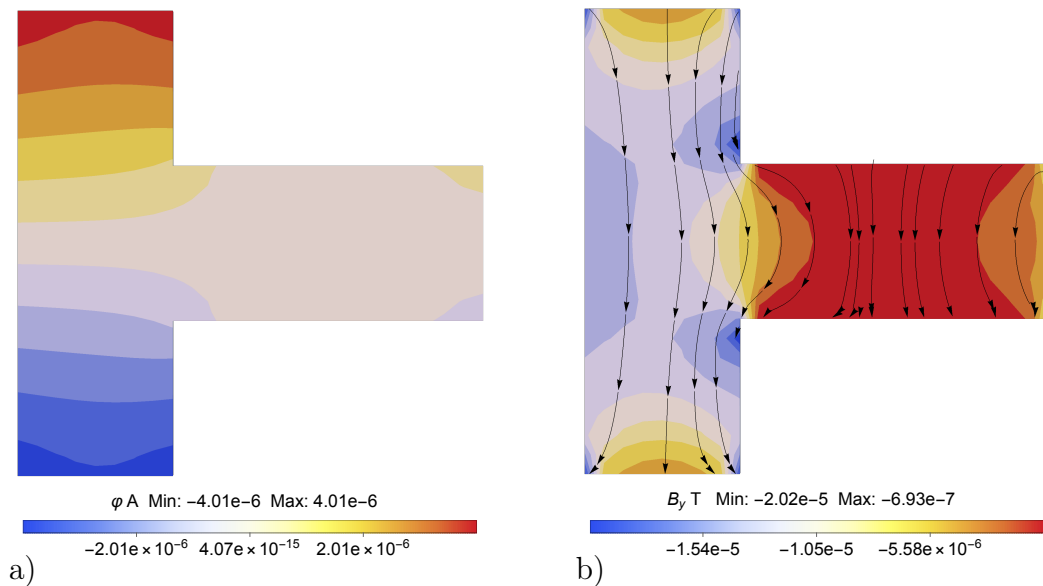 φ A Min: −4.01e−6 Max: 4.01e−6
−2.01e × 10⁻⁶ 4.07e × 10⁻¹⁵ 2.01e × 10⁻⁶
a)
B_y T Min: −2.02e−5 Max: −6.93e−7
−1.54e−5 −1.05e−5 −5.58e × 10⁻⁶
b)